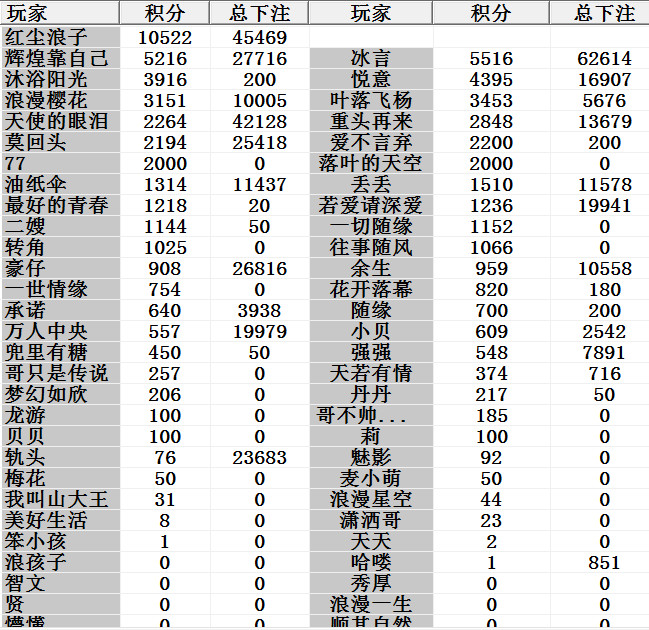 玩家 积分 总下注 玩家 积分 总下注
红尘浪子 10522 45469
辉煌靠自己 5216 27716 冰言 5516 62614
沐浴阳光 3916 200 悦意 4395 16907
浪漫樱花 3151 10005 叶落飞杨 3453 5676
天使的眼泪 2264 42128 重头再来 2848 13679
莫回头 2194 25418 爱不言弃 2200 200
77 2000 0 落叶的天空 2000 0
油纸伞 1314 11437 丢丢 1510 11578
最好的青春 1218 20 若爱请深爱 1236 19941
二嫂 1144 50 一切随缘 1152 0
转角 1025 0 往事随风 1066 0
豪仔 908 26816 余生 959 10558
一世情缘 754 0 花开落幕 820 180
承诺 640 3938 随缘 700 200
万人中央 557 19979 小贝 609 2542
兜里有糖 450 50 强强 548 7891
哥只是传说 257 0 天若有情 374 716
梦幻如欣 206 0 丹丹 217 50
龙游 100 0 哥不帅... 185 0
贝贝 100 0 莉 100 0
轨头 76 23683 魅影 92 0
梅花 50 0 麦小萌 50 0
我叫山大王 31 0 浪漫星空 44 0
美好生活 8 0 潇洒哥 23 0
笨小孩 1 0 天天 2 0
浪孩子 0 0 哈喽 1 851
智文 0 0 秀厚 0 0
贤 0 0 浪漫一生 0 0
懵懂 0 0 顺其自然 0 0